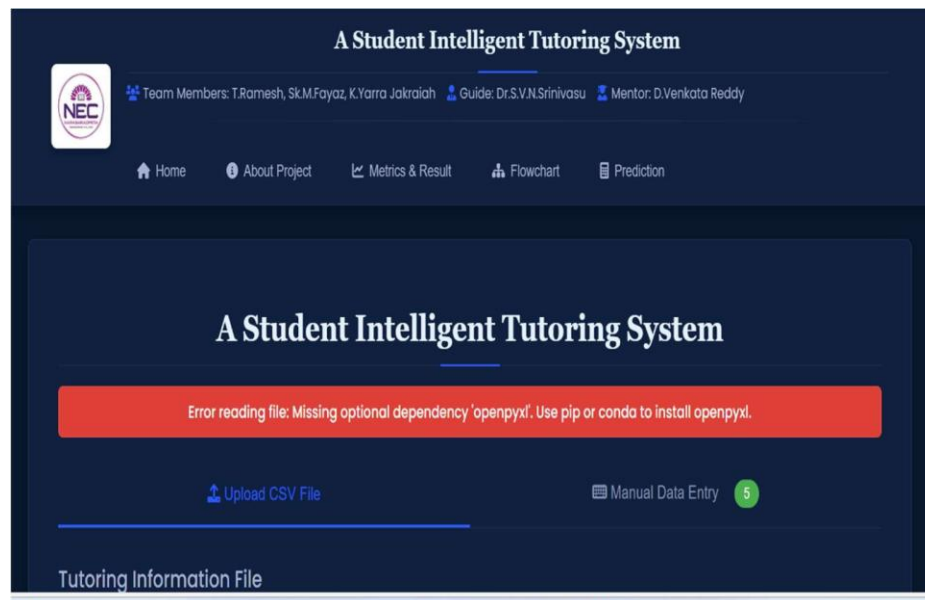 A Student Intelligent Tutoring System
Team Members: T.Ramesh, Sk.M.Fayaz, K.Yarra Jakraiah Guide: Dr.S.V.N.Srinivasu Mentor: D.Venkata Reddy
NEC
Home About Project Metrics & Result Flowchart Prediction
A Student Intelligent Tutoring System
Error reading file: Missing optional dependency 'openpyxl'. Use pip or conda to install openpyxl.
Upload CSV File Manual Data Entry 5
Tutoring Information File